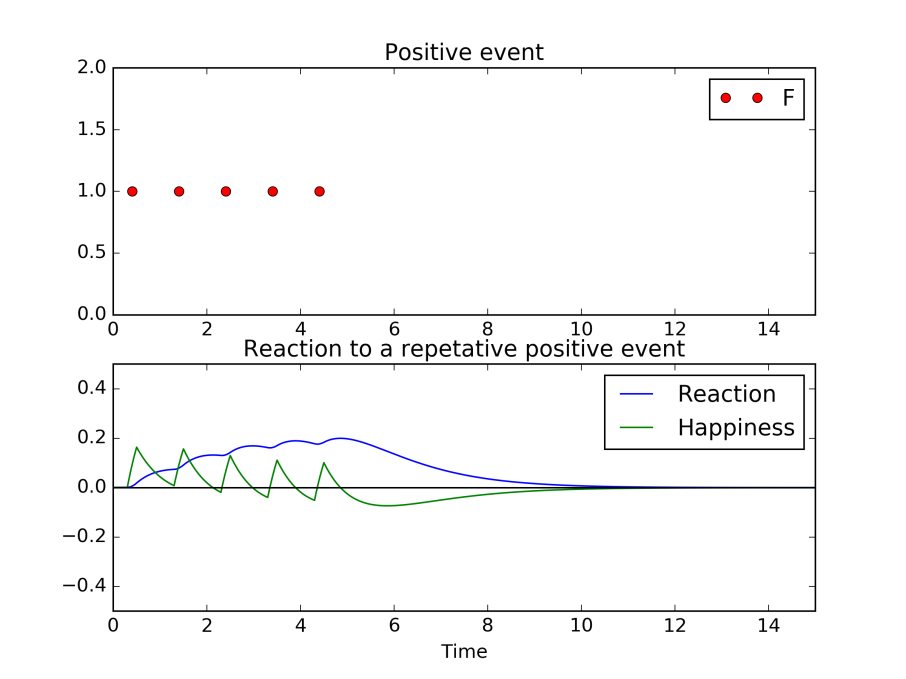 Positive event
2.0
F
1.5
1.0
0.5
0.0
0 2 4 6 8 10 12 14
Reaction to a repetative positive event
0.4
Reaction
Happiness
0.2
0.0
−0.2
−0.4
0 2 4 6 8 10 12 14
Time